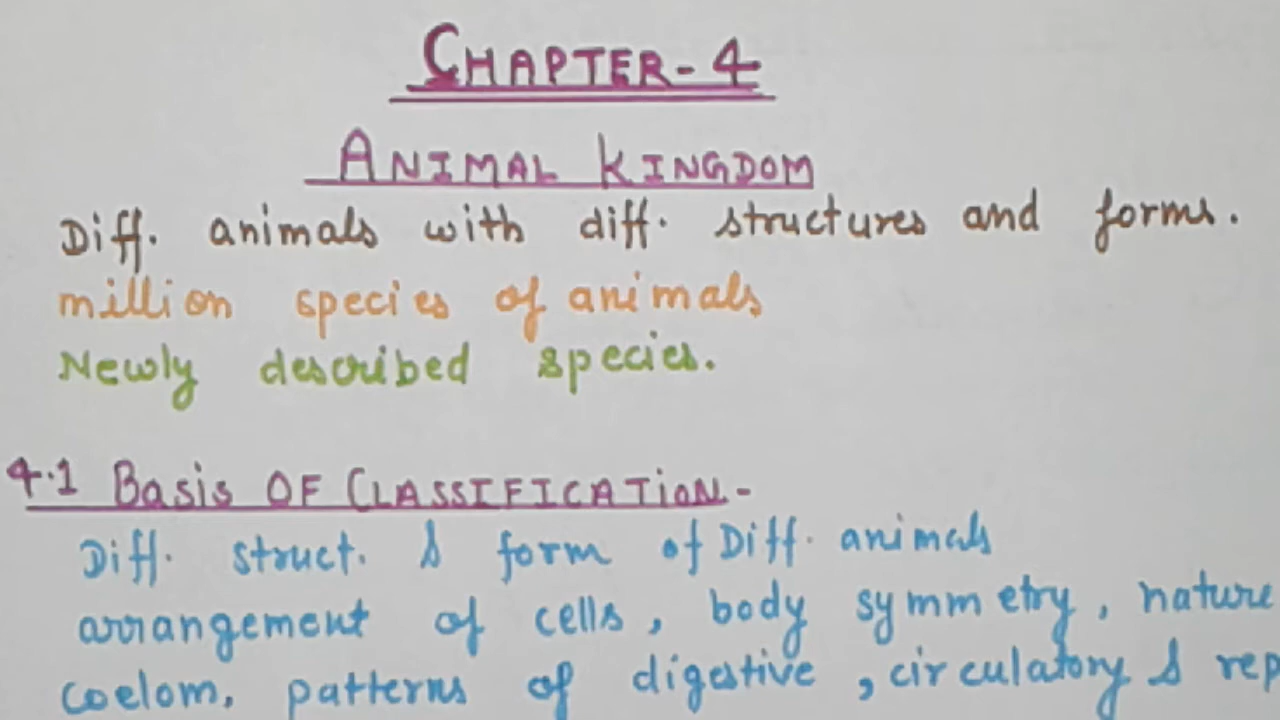 CHAPTER-4
ANIMAL KINGDOM
Diff. animals with diff. structures and forms.
million species of animals
Newly described species.
4.1 Basis OF CLASSIFICATiON-
Diff. struct. & form of Diff. animals
arrangement of cells, body symmetry, nature
coelom, patterns of digestive, circulatory & rep